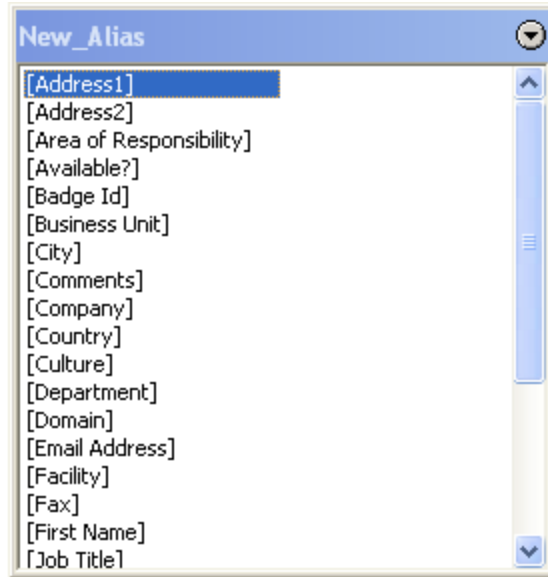 New_Alias
[Address1]
[Address2]
[Area of Responsibility]
[Available?]
[Badge Id]
[Business Unit]
[City]
[Comments]
[Company]
[Country]
[Culture]
[Department]
[Domain]
[Email Address]
[Facility]
[Fax]
[First Name]
[Job Title]